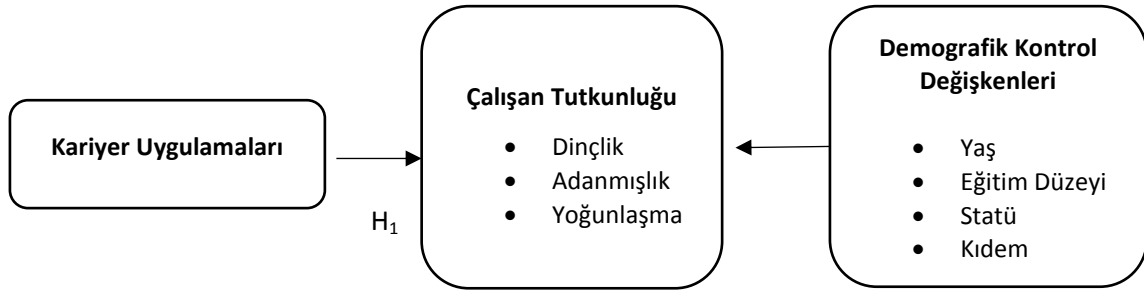 Kariyer Uygulamaları
H₁
Çalışan Tutkunluğu
• Dinçlik
• Adanmışlık
• Yoğunlaşma
Demografik Kontrol
Değişkenleri
• Yaş
• Eğitim Düzeyi
• Statü
• Kıdem